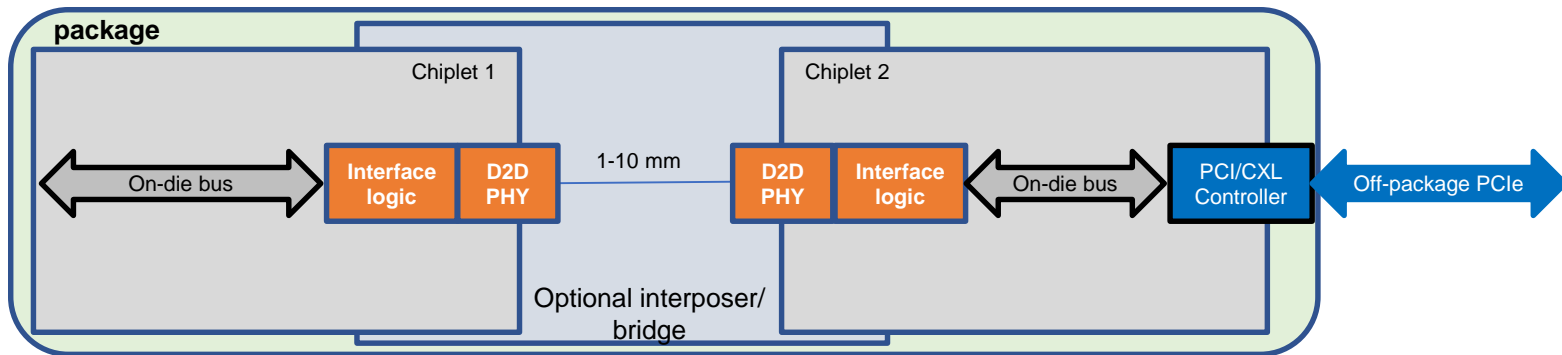 package
Chiplet 1
Chiplet 2
On-die bus
Interface
logic
D2D
PHY
1-10 mm
D2D
PHY
Interface
logic
On-die bus
PCI/CXL
Controller
Off-package PCIe
Optional interposer/
bridge